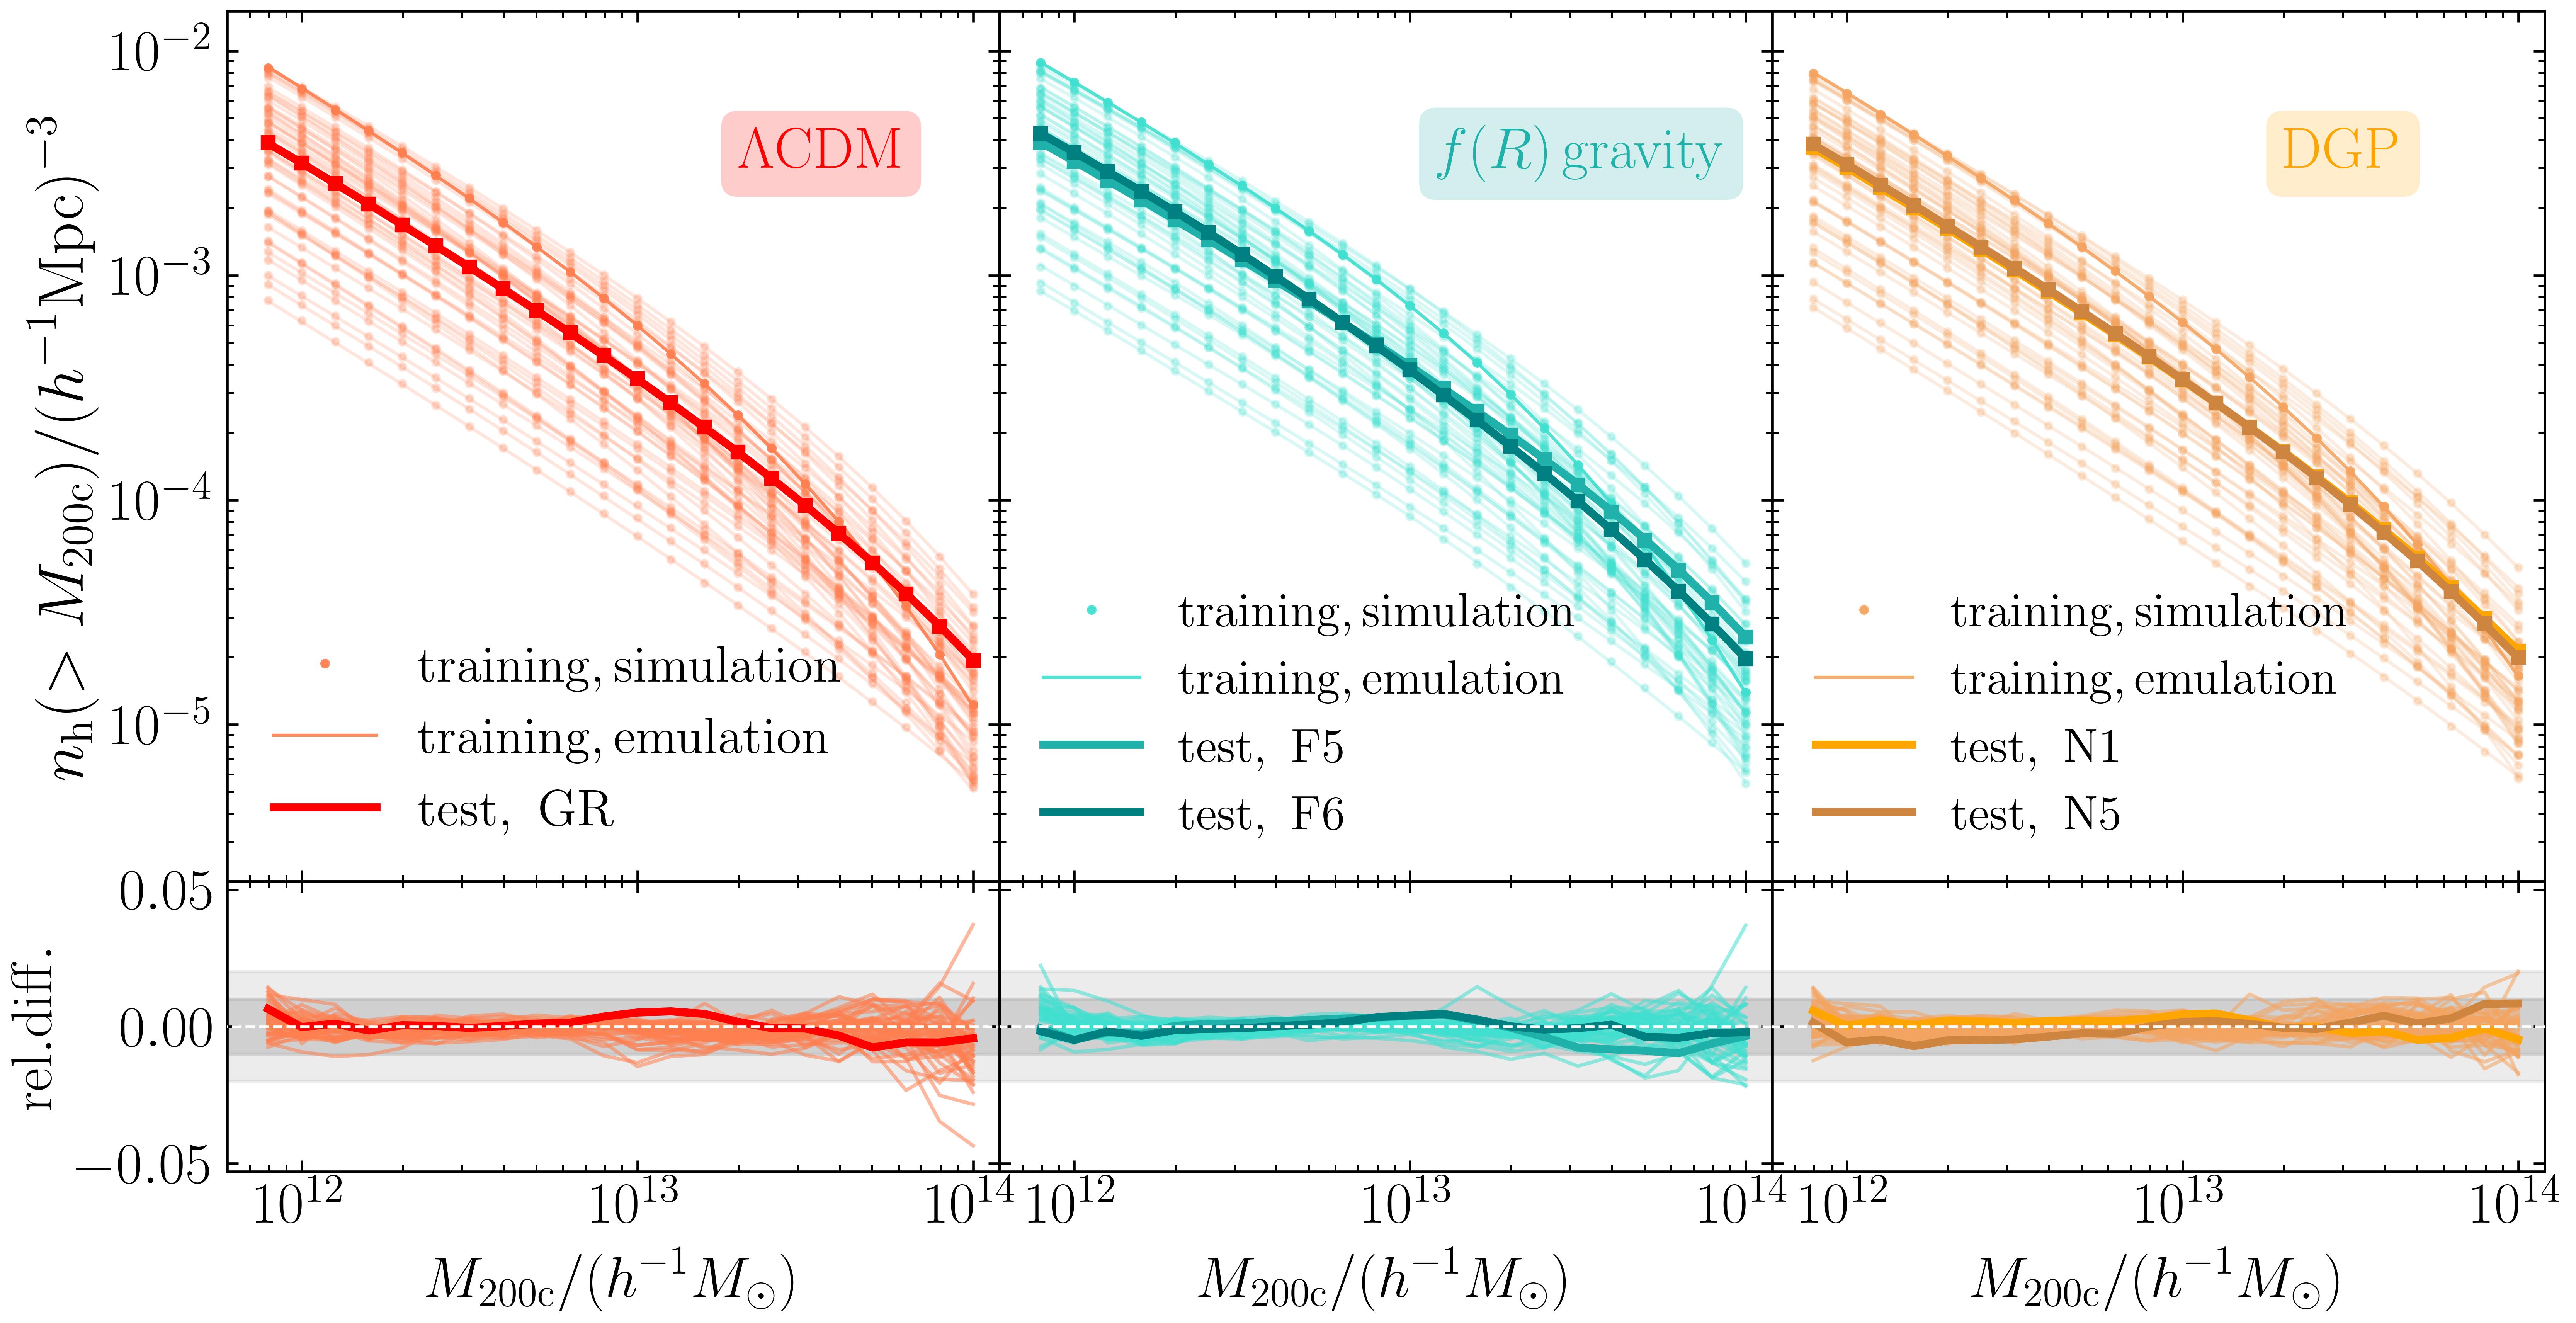 n_h(> M_200c)/(h^−1Mpc)^−3
10^−2
10^−3
10^−4
10^−5
ΛCDM
training, simulation
training, emulation
test, GR
f(R) gravity
training, simulation
training, emulation
test, F5
test, F6
DGP
training, simulation
training, emulation
test, N1
test, N5
rel.diff.
0.05
0.00
−0.05
10^12 10^13 10^14 10^12 10^13 10^14 10^12 10^13 10^14
M_200c/(h^−1M_⊙) M_200c/(h^−1M_⊙) M_200c/(h^−1M_⊙)